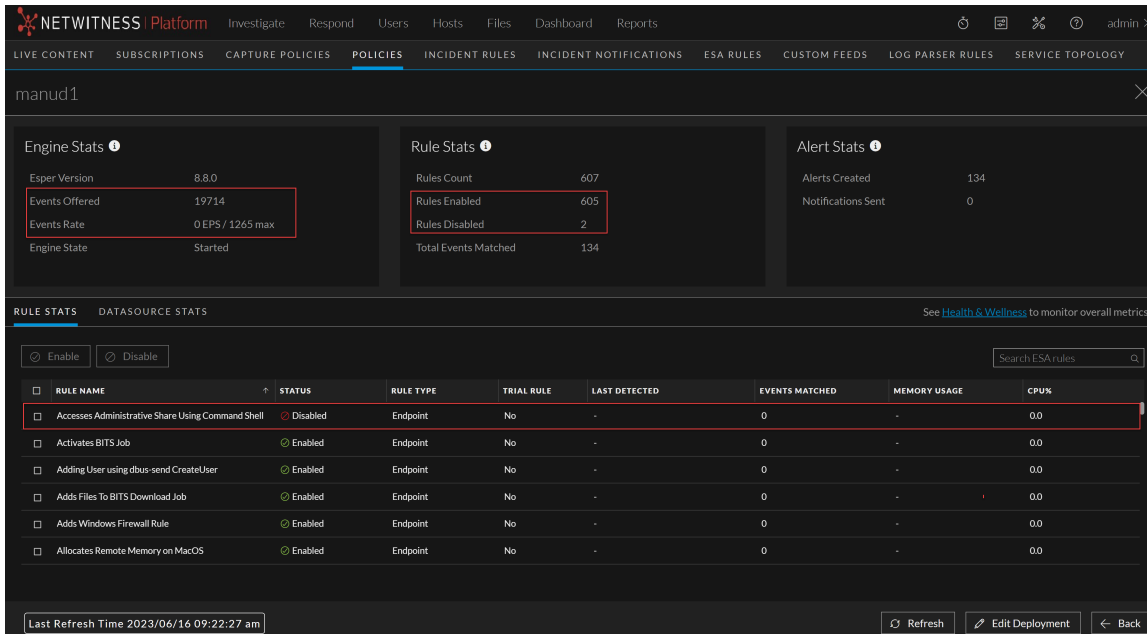 NETWITNESS Platform Investigate Respond Users Hosts Files Dashboard Reports admin
LIVE CONTENT SUBSCRIPTIONS CAPTURE POLICIES POLICIES INCIDENT RULES INCIDENT NOTIFICATIONS ESA RULES CUSTOM FEEDS LOG PARSER RULES SERVICE TOPOLOGY
manud1
Engine Stats
Esper Version 8.8.0
Events Offered 19714
Events Rate 0 EPS / 1265 max
Engine State Started
Rule Stats
Rules Count 607
Rules Enabled 605
Rules Disabled 2
Total Events Matched 134
Alert Stats
Alerts Created 134
Notifications Sent 0
RULE STATS DATASOURCE STATS See Health & Wellness to monitor overall metrics
Enable Disable Search ESA rules
RULE NAME STATUS RULE TYPE TRIAL RULE LAST DETECTED EVENTS MATCHED MEMORY USAGE CPU%
Accesses Administrative Share Using Command Shell Disabled Endpoint No - 0 - 0.0
Activates BITS Job Enabled Endpoint No - 0 - 0.0
Adding User using dbus-send CreateUser Enabled Endpoint No - 0 - 0.0
Adds Files To BITS Download Job Enabled Endpoint No - 0 - 0.0
Adds Windows Firewall Rule Enabled Endpoint No - 0 - 0.0
Allocates Remote Memory on MacOS Enabled Endpoint No - 0 - 0.0
Last Refresh Time 2023/06/16 09:22:27 am Refresh Edit Deployment Back